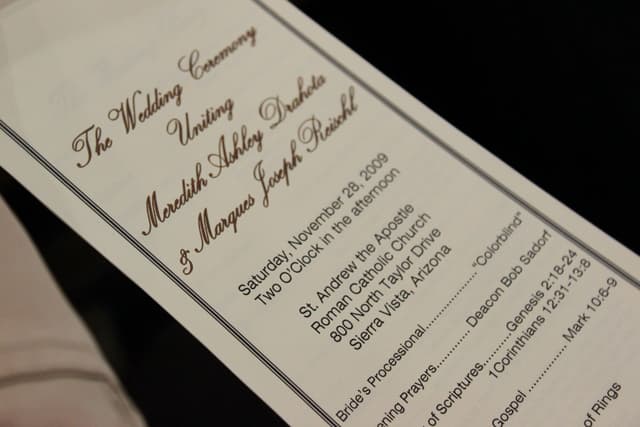 The Wedding Ceremony
Uniting
Meredith Ashley Drahota
& Marques Joseph Reischl
Saturday, November 28, 2009
Two O'Clock in the afternoon
St. Andrew the Apostle
Roman Catholic Church
800 North Taylor Drive
Sierra Vista, Arizona
Bride's Processional.................."Colorblind"
ening Prayers.......... Deacon Bob Sadorf
of Scriptures........Genesis 2:18-24
1Corinthians 12:31-13:8
Gospel ............ Mark 10:6-9
of Rings